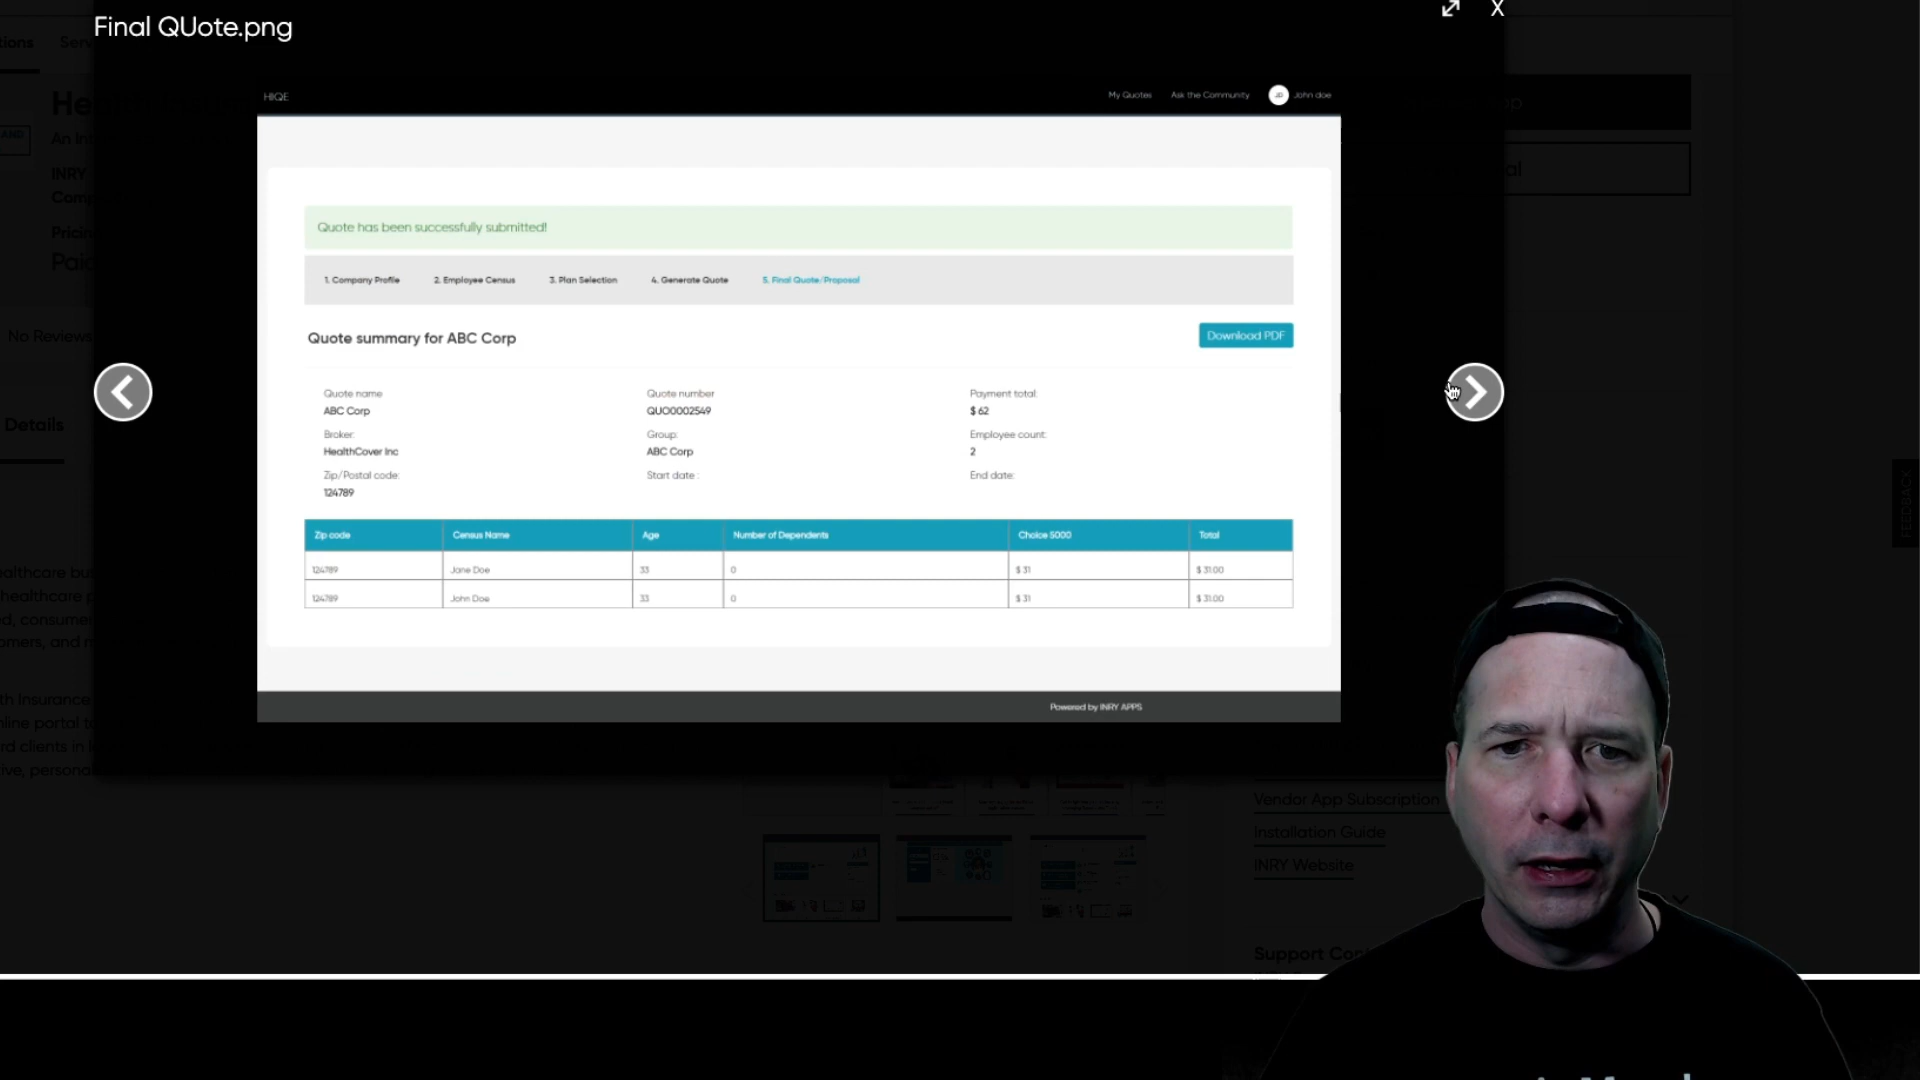 Final QUote.png
X
HIQE
My Quotes
Ask the Community
John doe
Quote has been successfully submitted!
1. Company Profile
2. Employee Census
3. Plan Selection
4. Generate Quote
5. Final Quote/Proposal
Quote summary for ABC Corp
Download PDF
Quote name
ABC Corp
Quote number
QUO0002549
Payment total:
$ 62
Broker:
HealthCover Inc
Group:
ABC Corp
Employee count:
2
Zip/Postal code:
124789
Start date :
End date:
Zip code
Census Name
Age
Number of Dependents
Choice 5000
Total
124789
Jane Doe
33
0
$ 31
$ 31.00
124789
John Doe
33
0
$ 31
$ 31.00
Powered by INRY APPS
INRY
No Reviews
Details
FEEDBACK
Vendor App Subscription
Installation Guide
INRY Website
Support